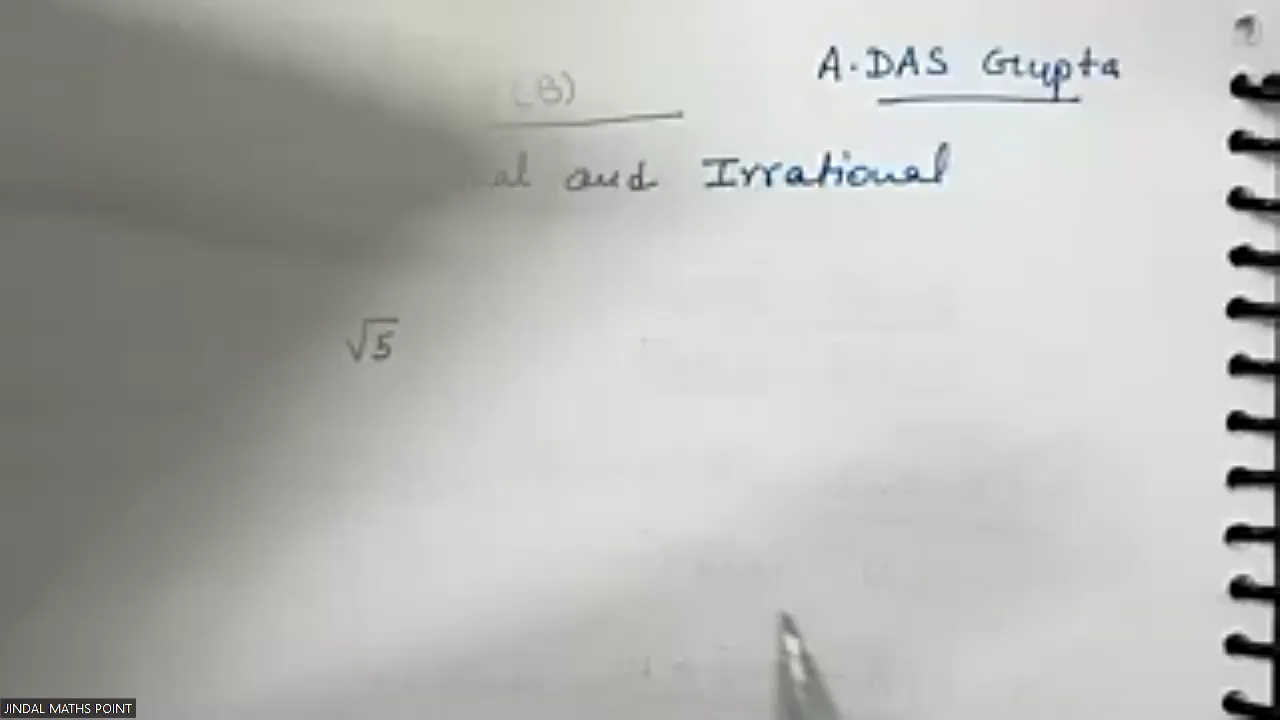 A. DAS Gupta
(B)
al and Irrational
√5
JINDAL MATHS POINT